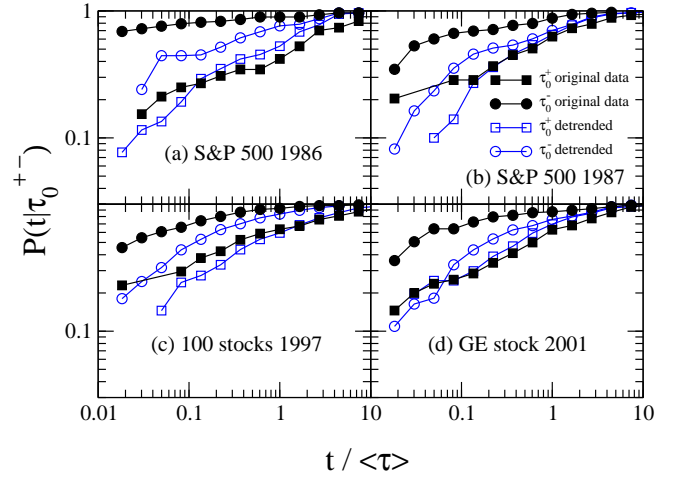 1
0.1
P(t|τ₀⁺⁻)
(a) S&P 500 1986
τ₀⁺ original data
τ₀⁻ original data
τ₀⁺ detrended
τ₀⁻ detrended
(b) S&P 500 1987
0.1
(c) 100 stocks 1997
(d) GE stock 2001
0.01 0.1 1 10 0.1 1 10
t / <τ>